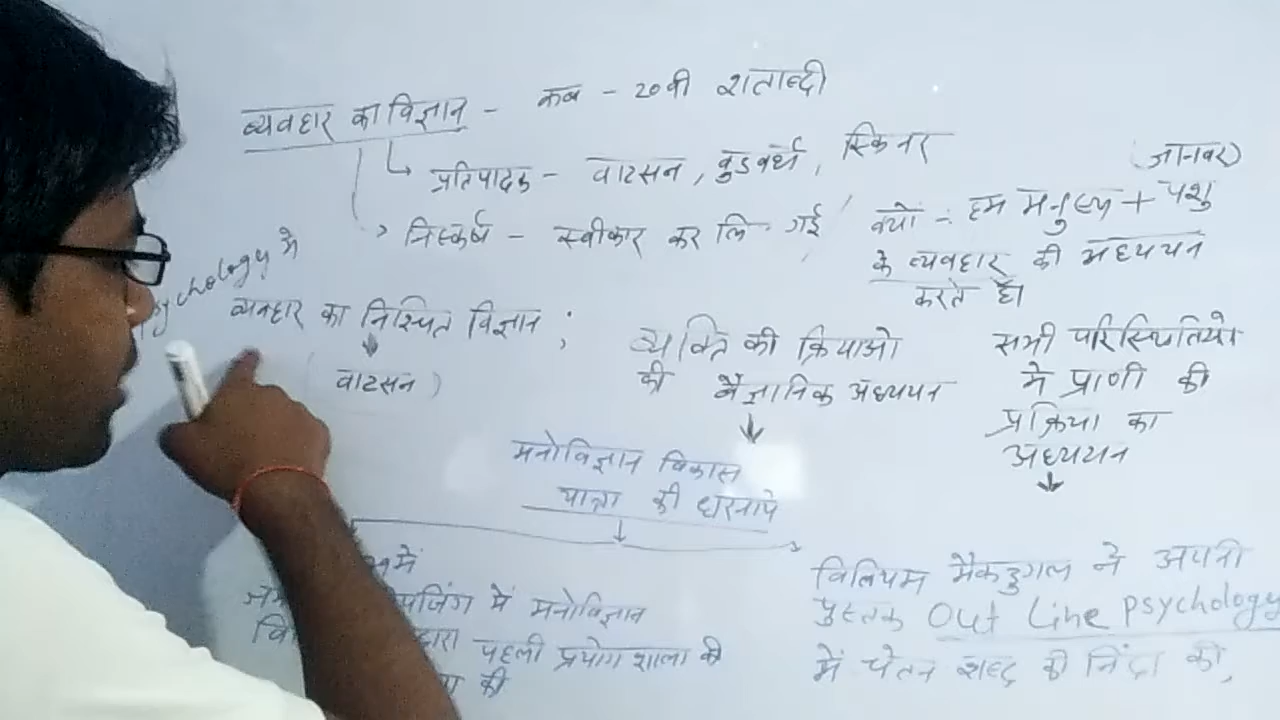 व्यवहार का विज्ञान - कब - 20वी शताब्दी
प्रतिपादक - वाटसन, वुडवर्थ, स्किनर
निस्कर्ष - स्वीकार कर लि गई
क्यों - हम मनुस्य + पशु
जानवर
के व्यवहार की अध्ययन
करते है।
Psychology मे
व्यवहार का निस्चित विज्ञान ;
(वाटसन)
व्यक्ति की क्रियाओ
की वैज्ञानिक अध्ययन
सभी परिस्थितियो
मे प्राणी की
प्रक्रिया का
अध्ययन
मनोविज्ञान विकास
यात्रा की घटनाये
में
में मनोविज्ञान
द्वारा पहली प्रयोगशाला की
की
विलियम मैकडुगल ने अपनी
पुस्तक Out Line Psychology
में चेतन शब्द की निंदा की,